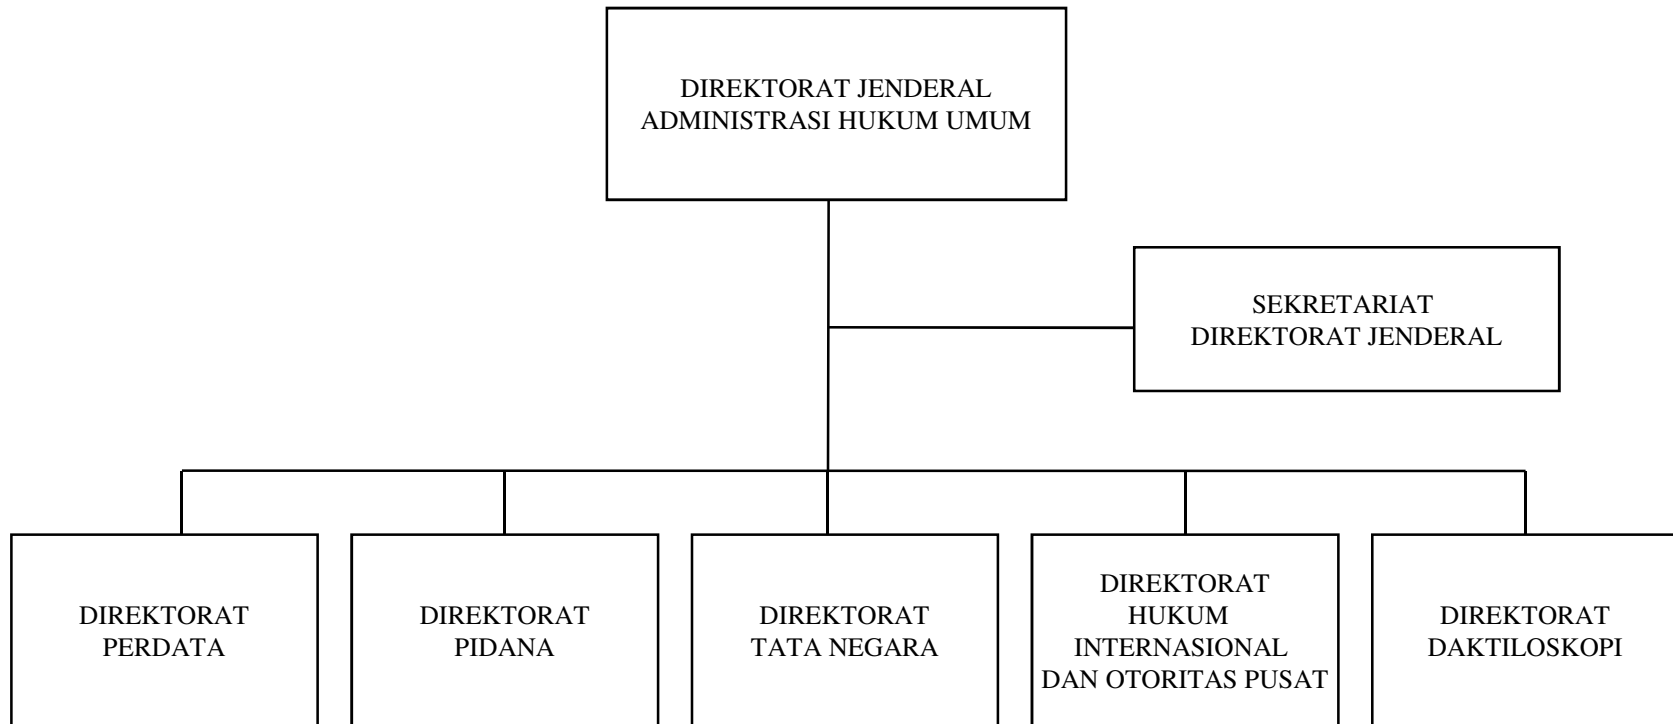 DIREKTORAT JENDERAL
ADMINISTRASI HUKUM UMUM
SEKRETARIAT
DIREKTORAT JENDERAL
DIREKTORAT
PERDATA
DIREKTORAT
PIDANA
DIREKTORAT
TATA NEGARA
DIREKTORAT
HUKUM
INTERNASIONAL
DAN OTORITAS PUSAT
DIREKTORAT
DAKTILOSKOPI